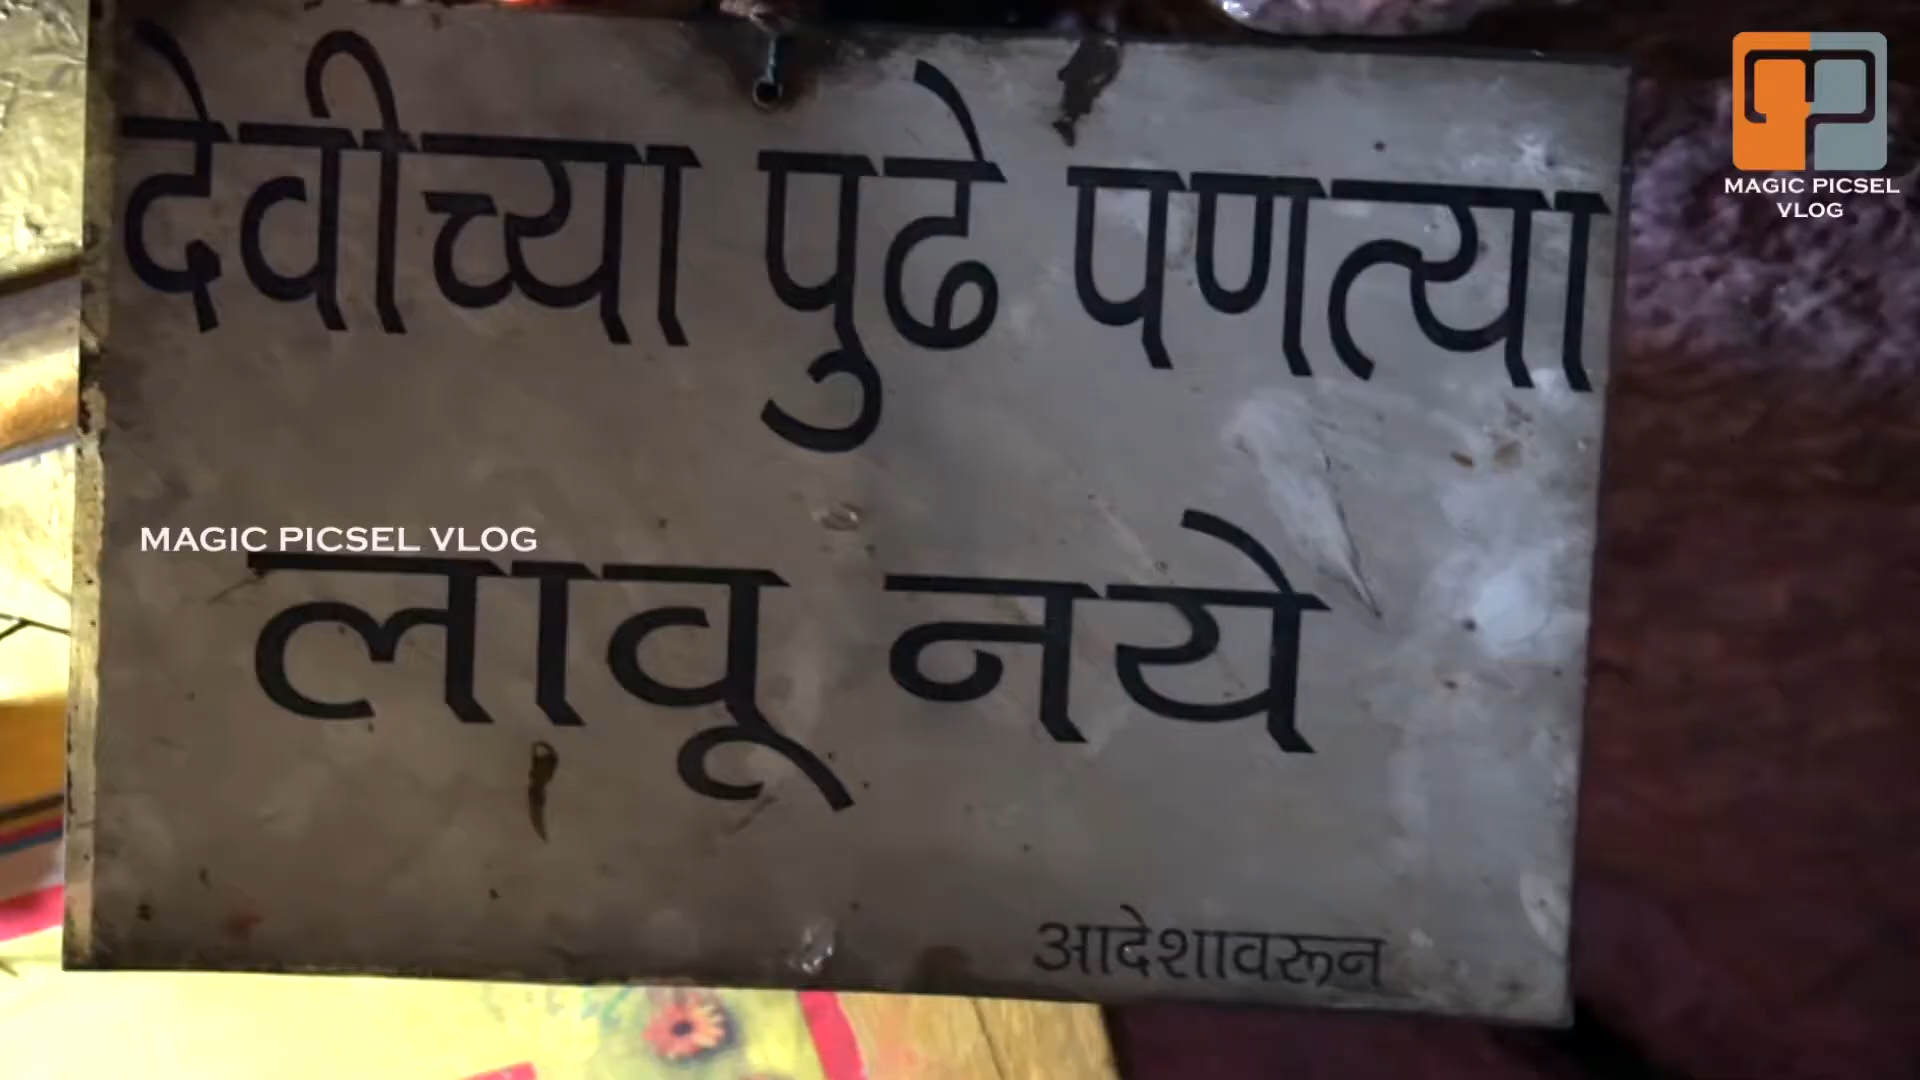 देवीच्या पुढे पणत्या
लावू नये
आदेशावरून
MAGIC PICSEL VLOG
MAGIC PICSEL
VLOG